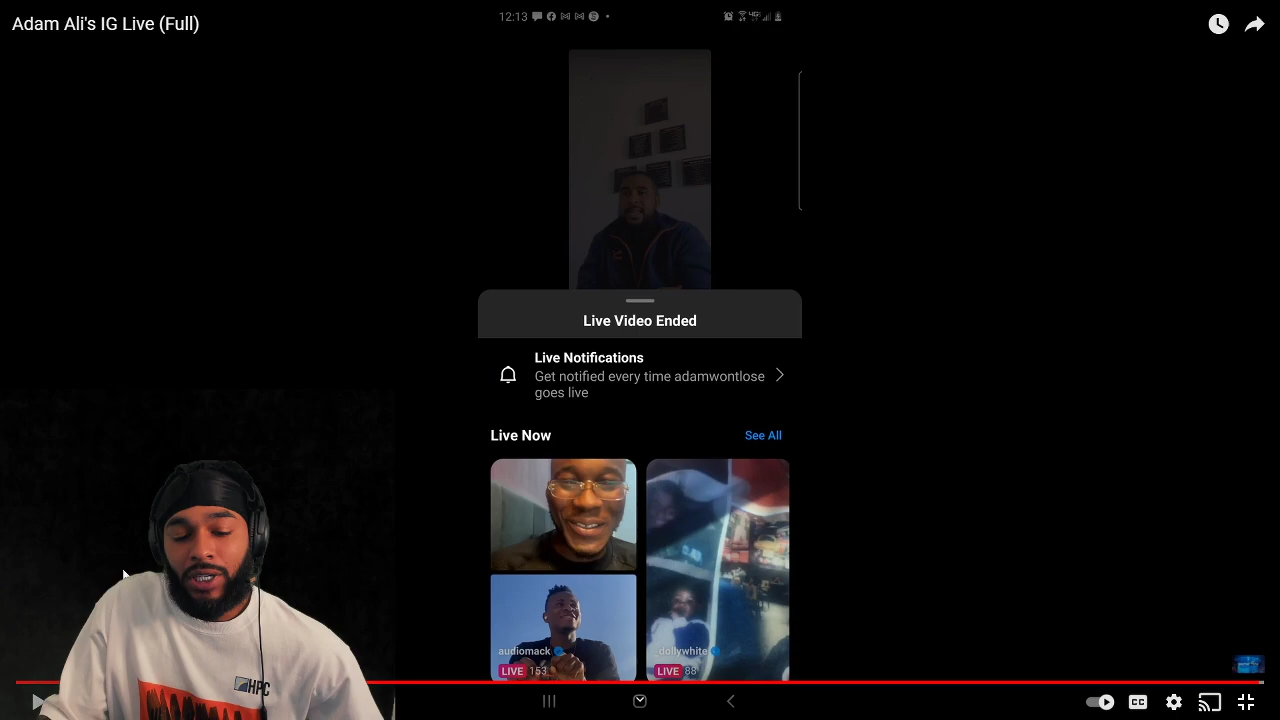 Adam Ali's IG Live (Full)
12:13
Live Video Ended
Live Notifications
Get notified every time adamwontlose
goes live
Live Now
See All
audiomack
LIVE 153
dollywhite
LIVE 88
HPC
CC